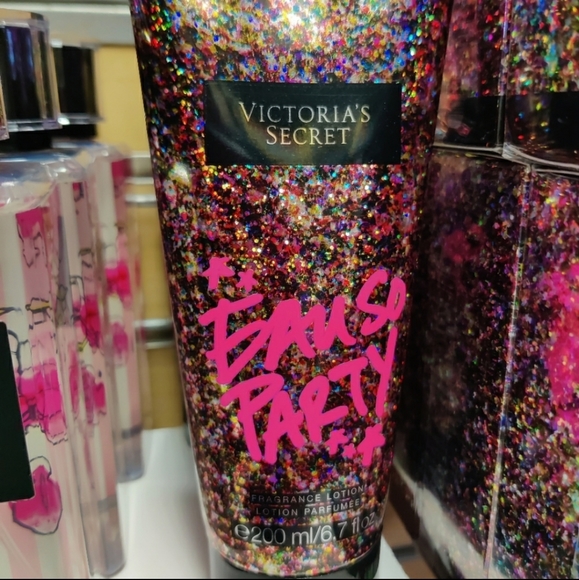 VICTORIA'S
SECRET
EAU SO
PARTY
FRAGRANCE LOTION
LOTION PARFUMÉE
℮200 ml/6.7 fl oz